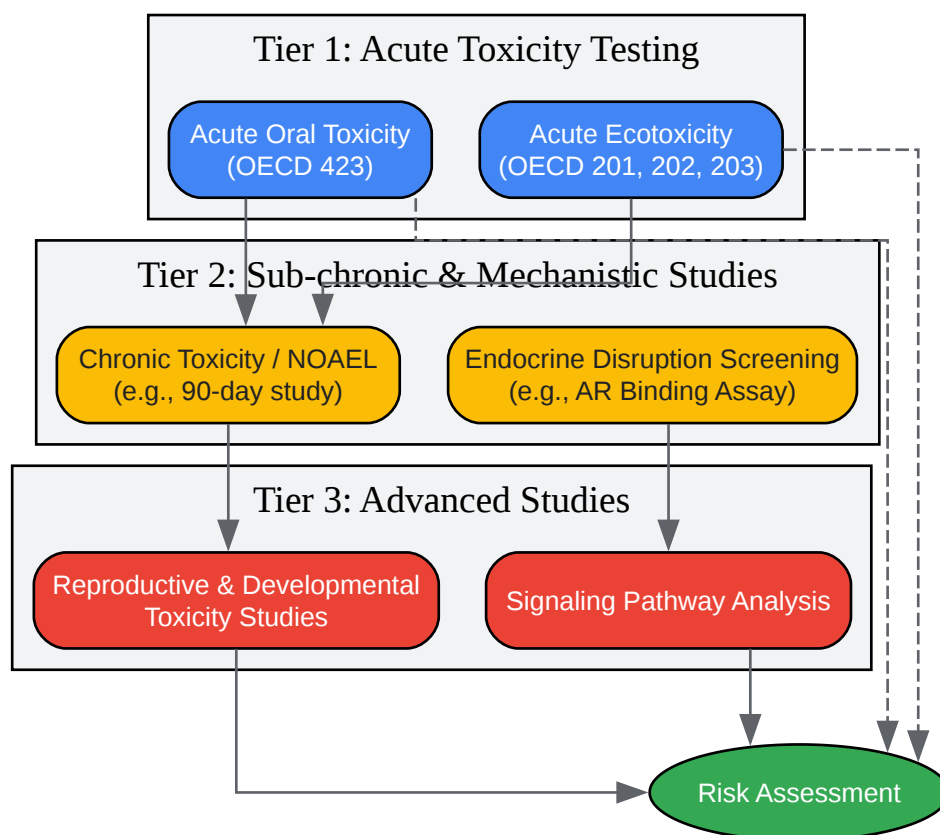 Tier 1: Acute Toxicity Testing
Acute Oral Toxicity
(OECD 423)
Acute Ecotoxicity
(OECD 201, 202, 203)
Tier 2: Sub-chronic & Mechanistic Studies
Chronic Toxicity / NOAEL
(e.g., 90-day study)
Endocrine Disruption Screening
(e.g., AR Binding Assay)
Tier 3: Advanced Studies
Reproductive & Developmental
Toxicity Studies
Signaling Pathway Analysis
Risk Assessment